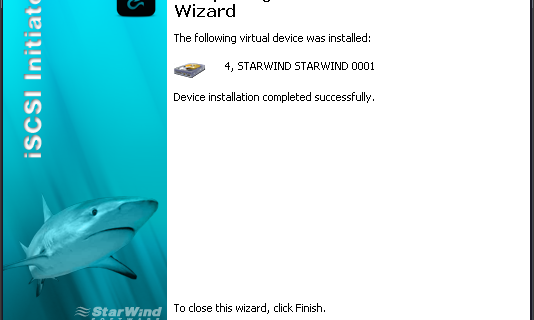 Wizard
The following virtual device was installed:
4, STARWIND STARWIND 0001
Device installation completed successfully.
iSCSI
StarWind
SOFTWARE
To close this wizard, click Finish.